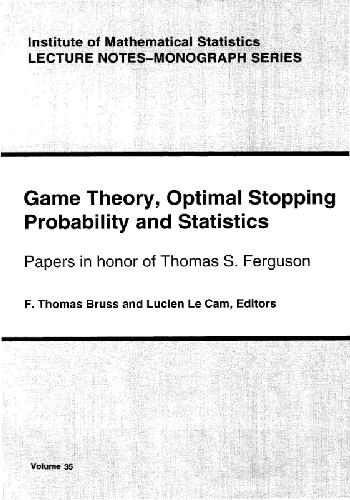 Institute of Mathematical Statistics
LECTURE NOTES–MONOGRAPH SERIES
Game Theory, Optimal Stopping
Probability and Statistics
Papers in honor of Thomas S. Ferguson
F. Thomas Bruss and Lucien Le Cam, Editors
Volume 35